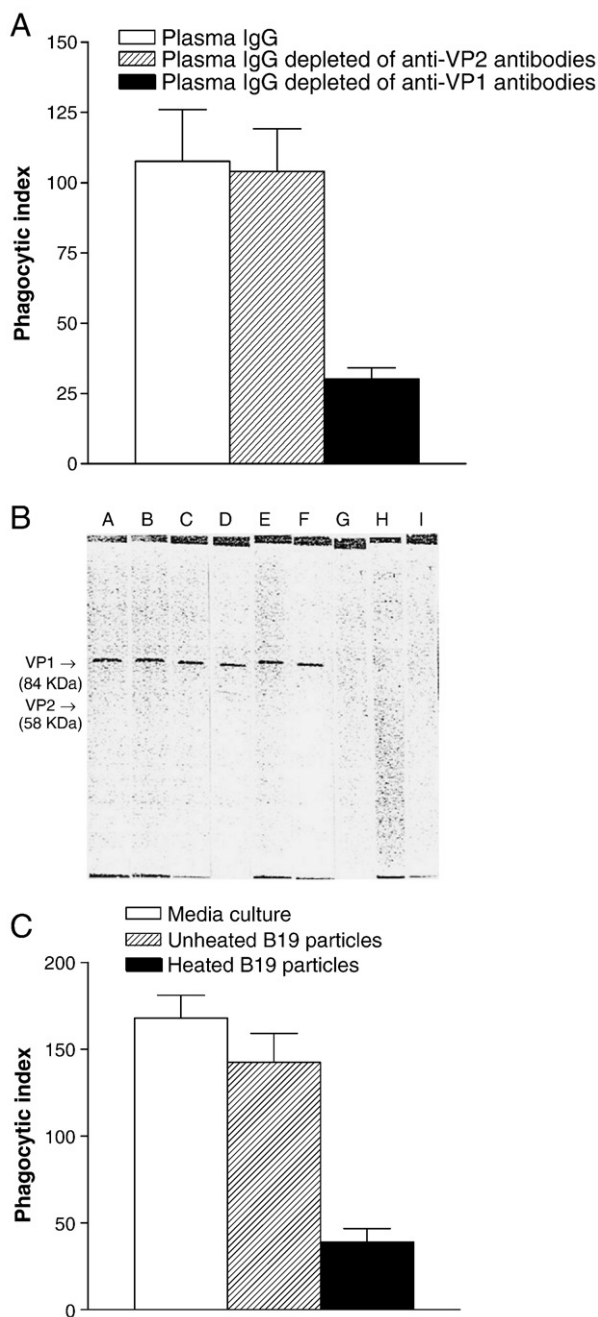 A
Plasma IgG
Plasma IgG depleted of anti-VP2 antibodies
Plasma IgG depleted of anti-VP1 antibodies
150
125
100
75
50
25
0
Phagocytic index
B
A B C D E F G H I
VP1 →
(84 KDa)
VP2 →
(58 KDa)
C
Media culture
Unheated B19 particles
Heated B19 particles
200
150
100
50
0
Phagocytic index